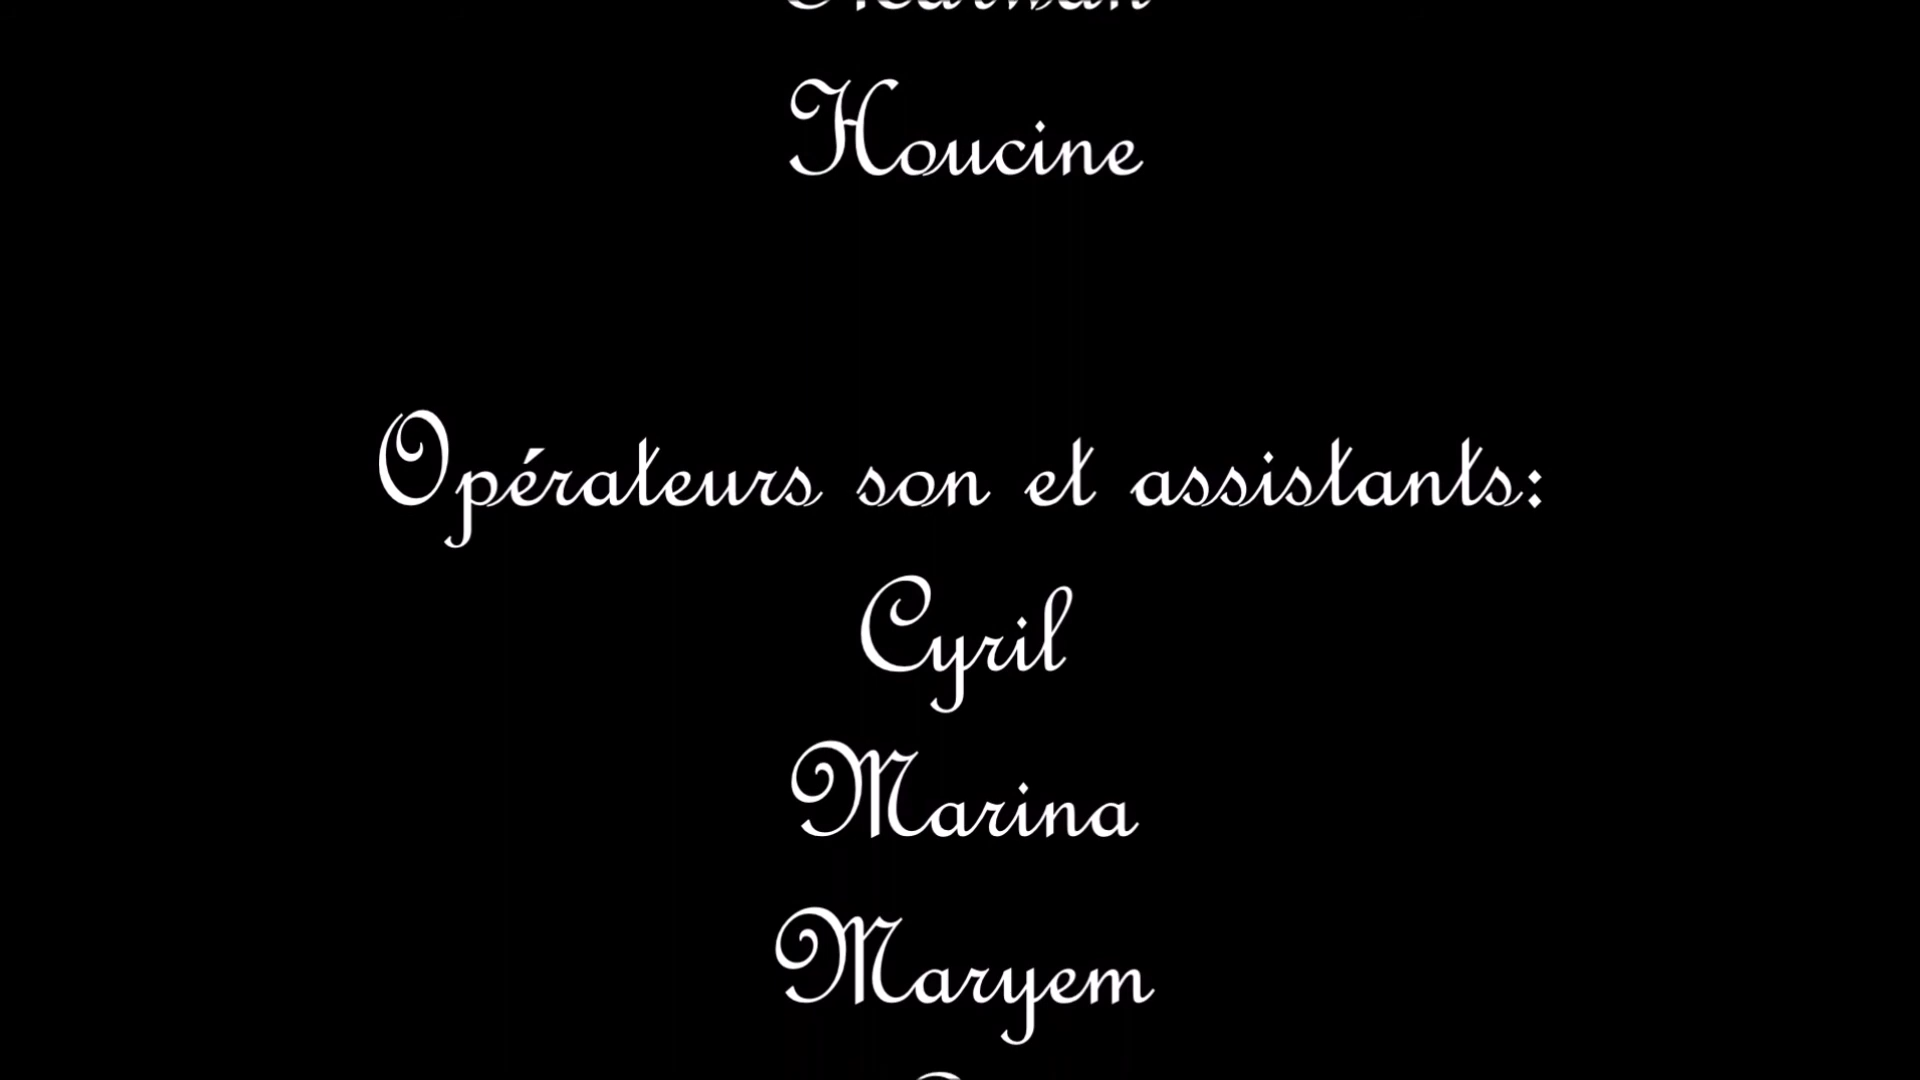 Houcine
Opérateurs son et assistants:
Cyril
Marina
Maryem